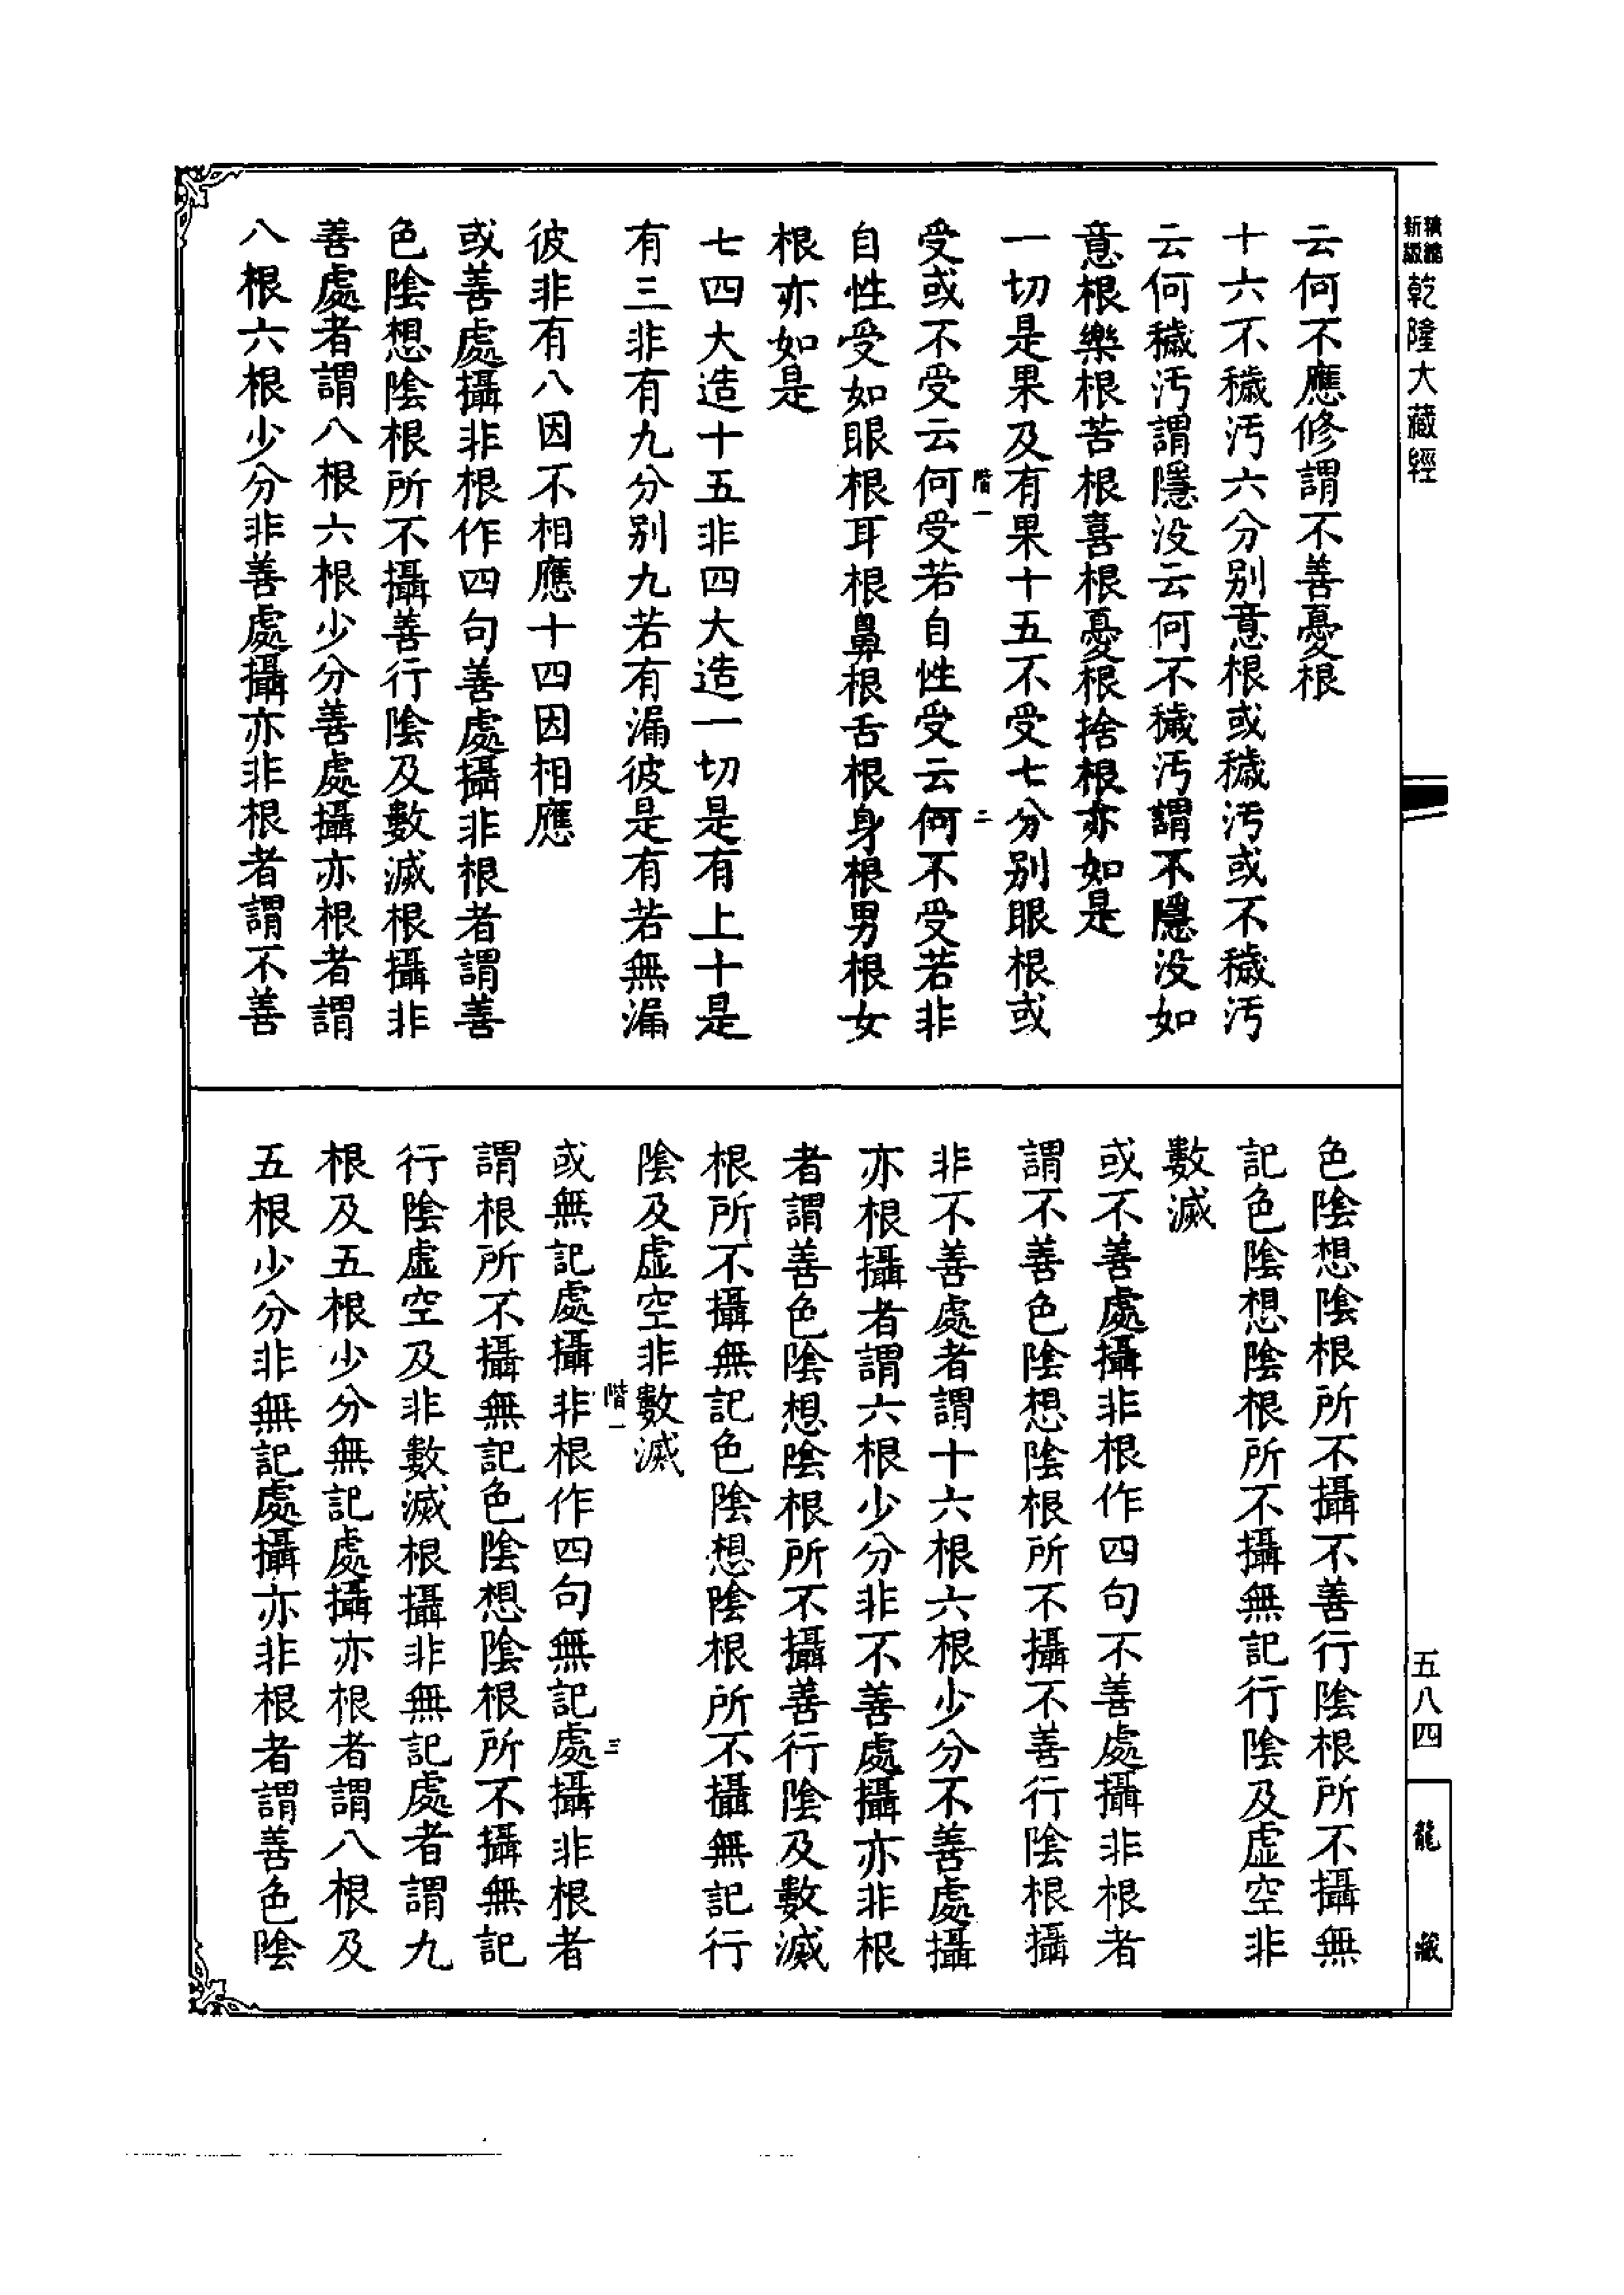 精縮新版乾隆大藏經
云何不應修謂不善憂根
十六不穢污六分别意根或穢污或不穢污
云何穢污謂隱没云何不穢污謂不隱没如
意根樂根苦根喜根憂根捨根亦如是
一切是果及有果十五不受七分别眼根或
階一
二
受或不受云何受若自性受云何不受若非
自性受如眼根耳根鼻根舌根身根男根女
根亦如是
七四大造十五非四大造一切是有上十是
有三非有九分别九若有漏彼是有若無漏
彼非有八因不相應十四因相應
或善處攝非根作四句善處攝非根者謂善
色陰想陰根所不攝善行陰及數滅根攝非
善處者謂八根六根少分善處攝亦根者謂
八根六根少分非善處攝亦非根者謂不善
色陰想陰根所不攝不善行陰根所不攝無
記色陰想陰根所不攝無記行陰及虛空非
數滅
或不善處攝非根作四句不善處攝非根者
謂不善色陰想陰根所不攝不善行陰根攝
非不善處者謂十六根六根少分不善處攝
亦根攝者謂六根少分非不善處攝亦非根
者謂善色陰想陰根所不攝善行陰及數滅
根所不攝無記色陰想陰根所不攝無記行
陰及虛空非數滅
階一
三
或無記處攝非根作四句無記處攝非根者
謂根所不攝無記色陰想陰根所不攝無記
行陰虛空及非數滅根攝非無記處者謂九
根及五根少分無記處攝亦根者謂八根及
五根少分非無記處攝亦非根者謂善色陰
五八四
龍藏